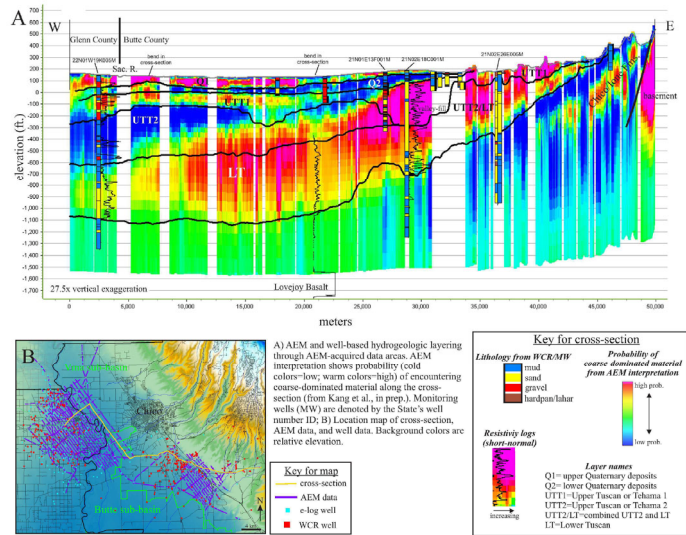 A
W
E
Glenn County
Butte County
Sac. R.
22N01W19K005M
bend in
cross-section
bend in
cross-section
21N01E13F001M
21N02E18C001M
21N02E26E005M
Q1
Q2
UTT1
UTT1
UTT2
UTT2/LT
LT
basement
elevation (ft.)
700
600
500
400
300
200
100
0
-100
-200
-300
-400
-500
-600
-700
-800
-900
-1,000
-1,100
-1,200
-1,300
-1,400
-1,500
-1,600
-1,700
27.5x vertical exaggeration
Lovejoy Basalt
0
5,000
10,000
15,000
20,000
25,000
30,000
35,000
40,000
45,000
50,000
meters
B
Chico
Butte sub-basin
N
A) AEM and well-based hydrogeologic layering
through AEM-acquired data areas. AEM
interpretation shows probability (cold
colors=low; warm colors=high) of encountering
coarse-dominated material along the cross-
section (from Kang et al., in prep.). Monitoring
wells (MW) are denoted by the State's well
number ID; B) Location map of cross-section,
AEM data, and well data. Background colors are
relative elevation.
Key for map
cross-section
AEM data
e-log well
WCR well
Key for cross-section
Lithology from WCR/MW
mud
sand
gravel
hardpan/lahar
Probability of
coarse dominated material
from AEM interpretation
high prob.
low prob.
Resistiviy logs
(short-normal)
increasing
Layer names
Q1= upper Quaternary deposits
Q2= lower Quaternary deposits
UTT1=Upper Tuscan or Tehama 1
UTT2=Upper Tuscan or Tehama 2
UTT2/LT=combined UTT2 and LT
LT=Lower Tuscan